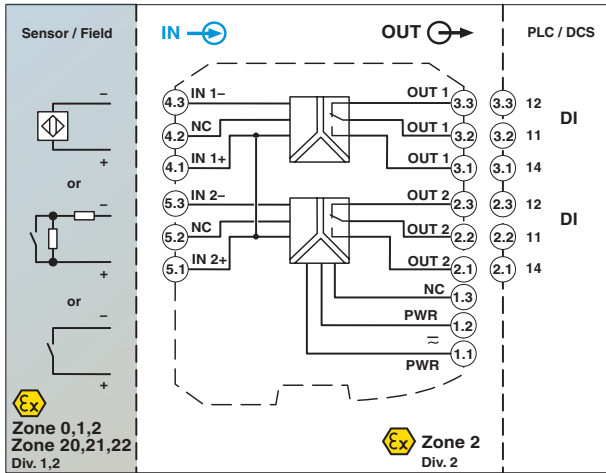 Sensor / Field
IN
OUT
PLC / DCS
–
+
or
–
+
or
–
+
Ex
Zone 0,1,2
Zone 20,21,22
Div. 1,2
4.3 IN 1–
4.2 NC
4.1 IN 1+
5.3 IN 2–
5.2 NC
5.1 IN 2+
OUT 1 3.3
OUT 1 3.2
OUT 1 3.1
OUT 2 2.3
OUT 2 2.2
OUT 2 2.1
NC 1.3
PWR 1.2
≂
PWR 1.1
Ex
Zone 2
Div. 2
3.3 12
DI
3.2 11
3.1 14
2.3 12
DI
2.2 11
2.1 14